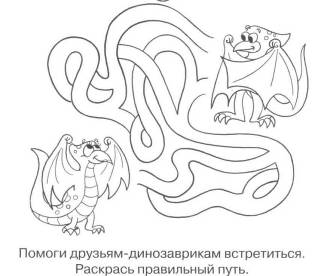 Помоги друзьям-динозаврикам встретиться.
Раскрась правильный путь.